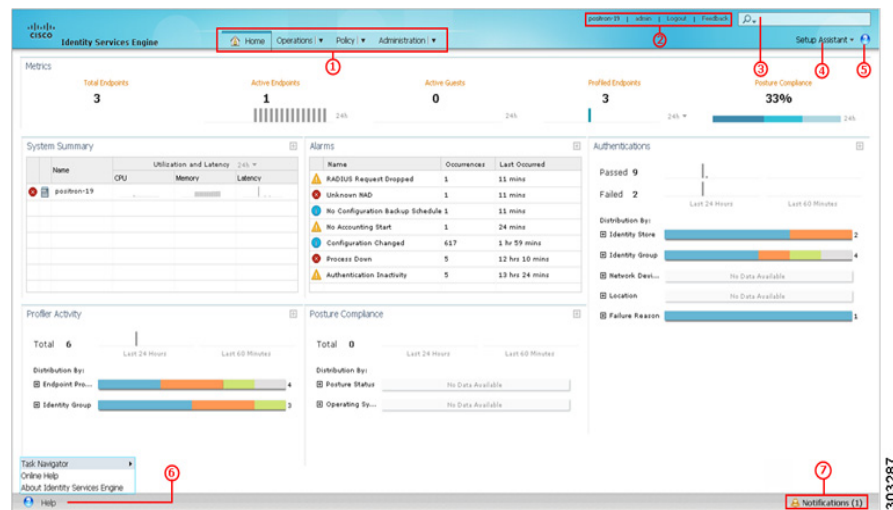 positron-19 | admin | Logout | Feedback
cisco Identity Services Engine
Home Operations Policy Administration
Setup Assistant
1
2
3
4
5
Metrics
Total Endpoints
3
Active Endpoints
1
24h
Active Guests
0
24h
Profiled Endpoints
3
24h
Posture Compliance
33%
24h
System Summary
Name
Utilization and Latency 24h
CPU Memory Latency
positron-19
Alarms
Name Occurrences Last Occurred
RADIUS Request Dropped 1 11 mins
Unknown NAD 1 11 mins
No Configuration Backup Schedule 1 11 mins
No Accounting Start 1 24 mins
Configuration Changed 617 1 hr 59 mins
Process Down 5 12 hrs 10 mins
Authentication Inactivity 5 13 hrs 24 mins
Authentications
Passed 9
Failed 2
Last 24 Hours Last 60 Minutes
Distribution By:
Identity Store 2
Identity Group 4
Network Devi... No Data Available
Location No Data Available
Failure Reason 1
Profiler Activity
Total 6
Last 24 Hours Last 60 Minutes
Distribution By:
Endpoint Pro... 4
Identity Group 3
Posture Compliance
Total 0
Last 24 Hours Last 60 Minutes
Distribution By:
Posture Status No Data Available
Operating Sy... No Data Available
Task Navigator
Online Help
About Identity Services Engine
6
7
Help
Notifications (1)
303287